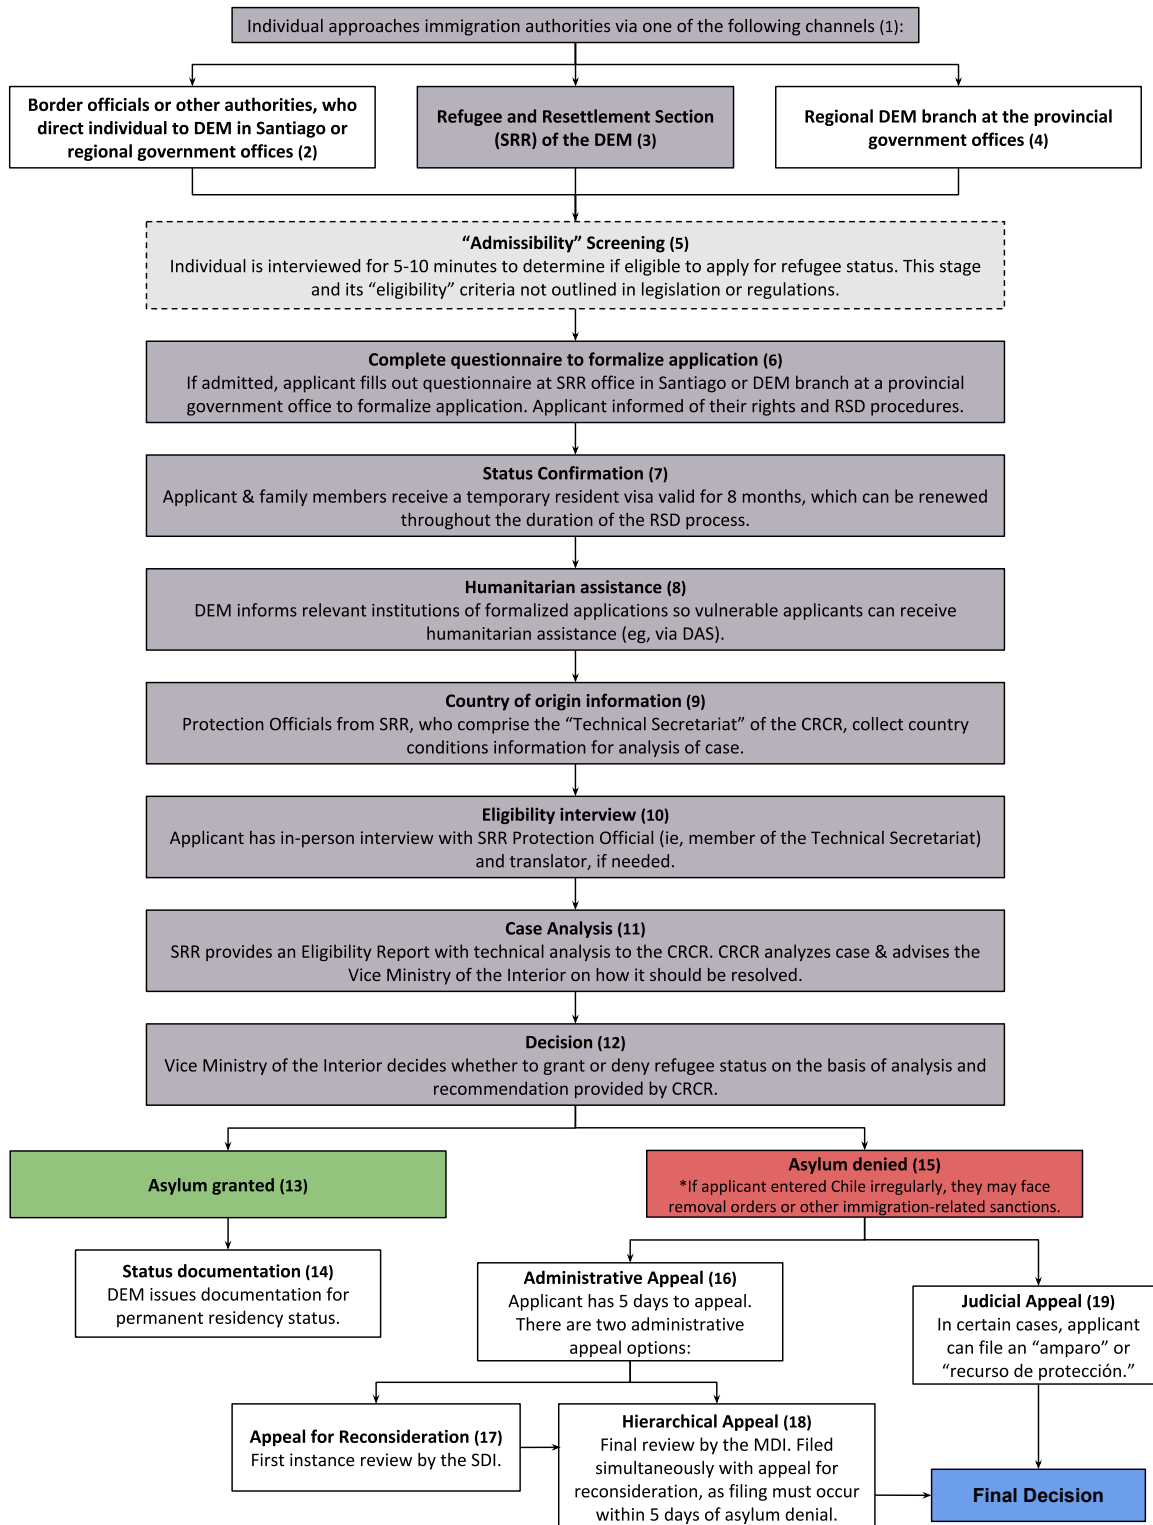 Individual approaches immigration authorities via one of the following channels (1):
Border officials or other authorities, who
direct individual to DEM in Santiago or
regional government offices (2)
Refugee and Resettlement Section
(SRR) of the DEM (3)
Regional DEM branch at the provincial
government offices (4)
“Admissibility” Screening (5)
Individual is interviewed for 5-10 minutes to determine if eligible to apply for refugee status. This stage
and its “eligibility” criteria not outlined in legislation or regulations.
Complete questionnaire to formalize application (6)
If admitted, applicant fills out questionnaire at SRR office in Santiago or DEM branch at a provincial
government office to formalize application. Applicant informed of their rights and RSD procedures.
Status Confirmation (7)
Applicant & family members receive a temporary resident visa valid for 8 months, which can be renewed
throughout the duration of the RSD process.
Humanitarian assistance (8)
DEM informs relevant institutions of formalized applications so vulnerable applicants can receive
humanitarian assistance (eg, via DAS).
Country of origin information (9)
Protection Officials from SRR, who comprise the “Technical Secretariat” of the CRCR, collect country
conditions information for analysis of case.
Eligibility interview (10)
Applicant has in-person interview with SRR Protection Official (ie, member of the Technical Secretariat)
and translator, if needed.
Case Analysis (11)
SRR provides an Eligibility Report with technical analysis to the CRCR. CRCR analyzes case & advises the
Vice Ministry of the Interior on how it should be resolved.
Decision (12)
Vice Ministry of the Interior decides whether to grant or deny refugee status on the basis of analysis and
recommendation provided by CRCR.
Asylum granted (13)
Asylum denied (15)
*If applicant entered Chile irregularly, they may face
removal orders or other immigration-related sanctions.
Status documentation (14)
DEM issues documentation for
permanent residency status.
Administrative Appeal (16)
Applicant has 5 days to appeal.
There are two administrative
appeal options:
Judicial Appeal (19)
In certain cases, applicant
can file an “amparo” or
“recurso de protección.”
Appeal for Reconsideration (17)
First instance review by the SDI.
Hierarchical Appeal (18)
Final review by the MDI. Filed
simultaneously with appeal for
reconsideration, as filing must occur
within 5 days of asylum denial.
Final Decision